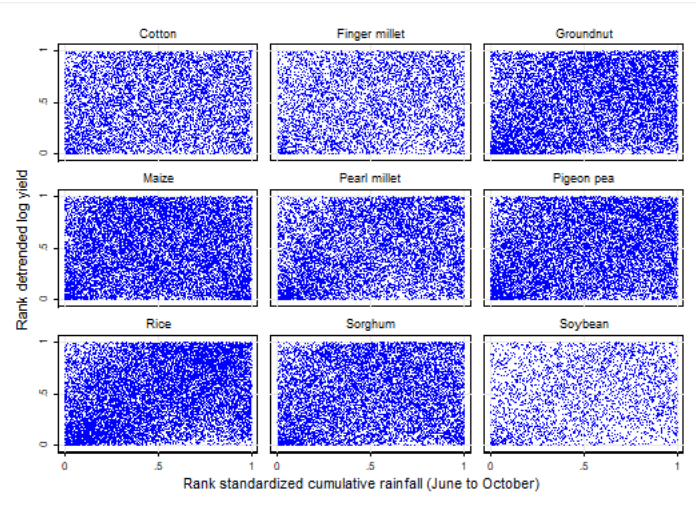 Cotton Finger millet Groundnut
0 .5 1
Maize Pearl millet Pigeon pea
0 .5 1
Rice Sorghum Soybean
0 .5 1
Rank detrended log yield
0 .5 1 0 .5 1 0 .5 1
Rank standardized cumulative rainfall (June to October)